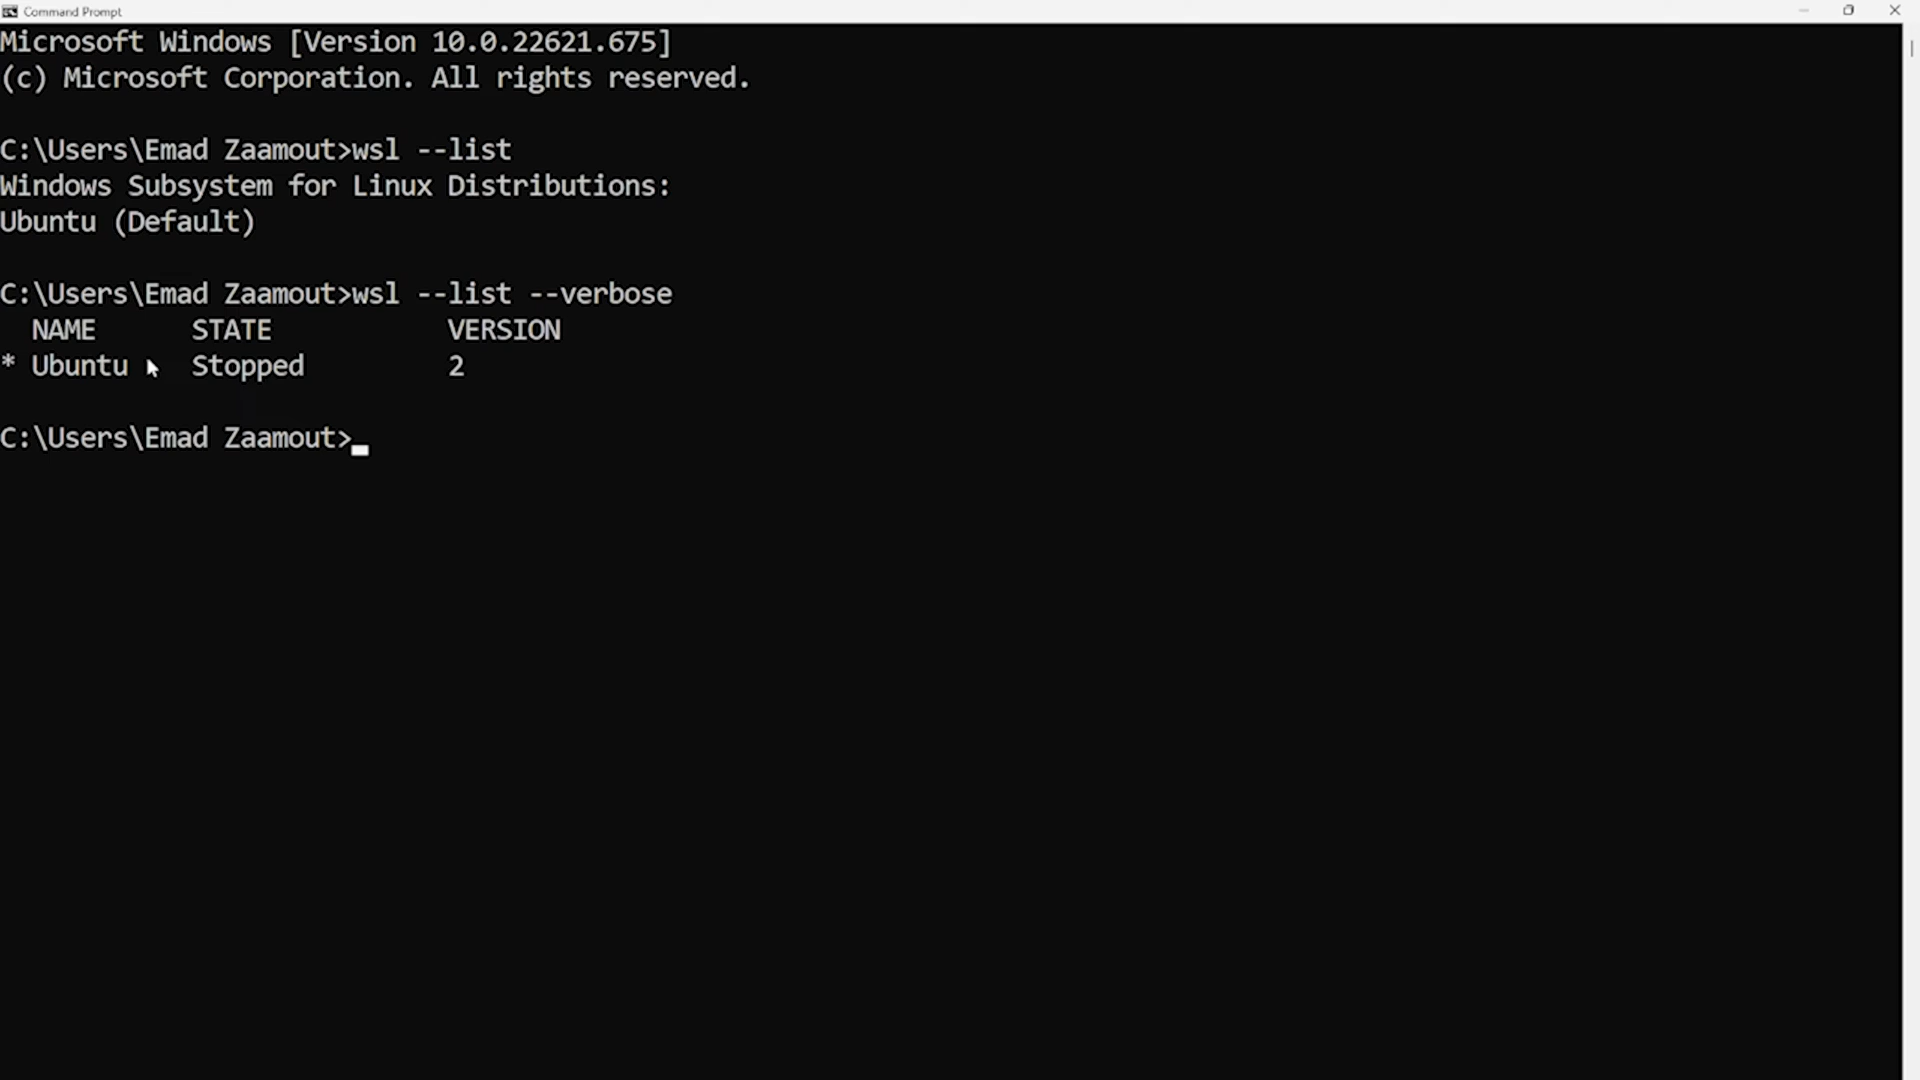 Command Prompt
Microsoft Windows [Version 10.0.22621.675]
(c) Microsoft Corporation. All rights reserved.
C:\Users\Emad Zaamout>wsl --list
Windows Subsystem for Linux Distributions:
Ubuntu (Default)
C:\Users\Emad Zaamout>wsl --list --verbose
  NAME      STATE           VERSION
* Ubuntu    Stopped         2
C:\Users\Emad Zaamout>